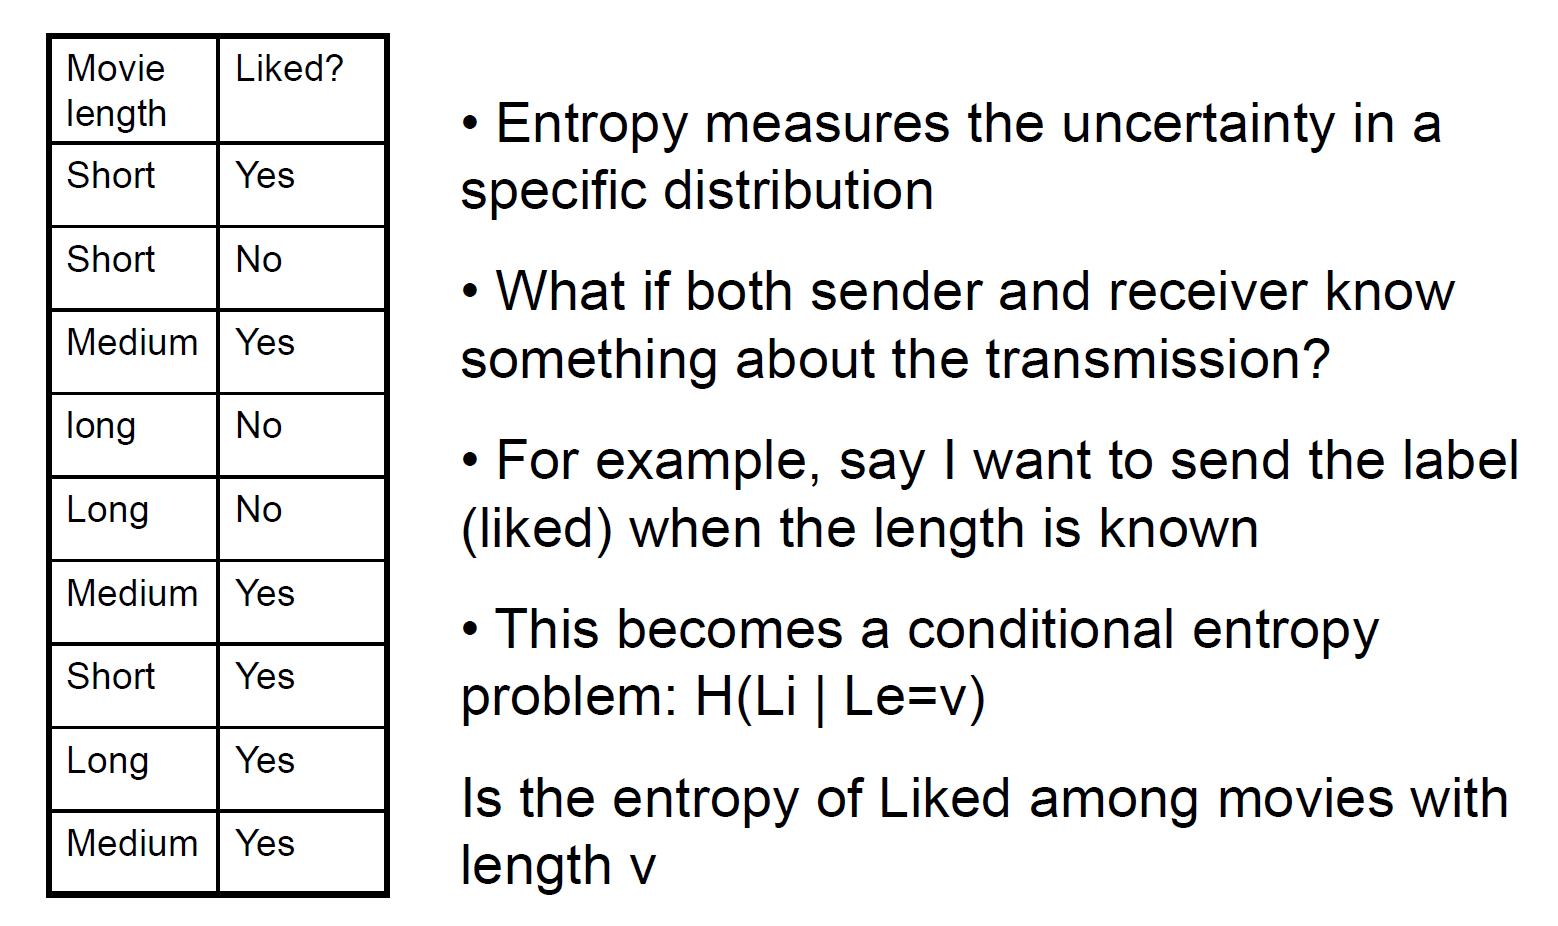 Movie length Liked?
Short Yes
Short No
Medium Yes
long No
Long No
Medium Yes
Short Yes
Long Yes
Medium Yes
• Entropy measures the uncertainty in a
specific distribution
• What if both sender and receiver know
something about the transmission?
• For example, say I want to send the label
(liked) when the length is known
• This becomes a conditional entropy
problem: H(Li | Le=v)
Is the entropy of Liked among movies with
length v